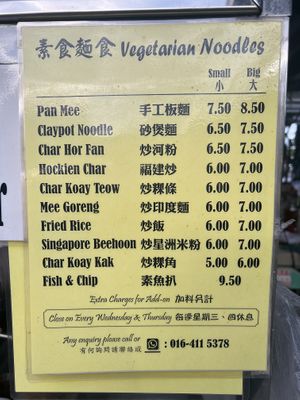 素食麵食 Vegetarian Noodles
Small Big
小 大
Pan Mee 手工板麵 7.50 8.50
Claypot Noodle 砂煲麵 6.50 7.50
Char Hor Fan 炒河粉 6.50 7.50
Hockien Char 福建炒 6.00 7.00
Char Koay Teow 炒粿條 6.00 7.00
Mee Goreng 炒印度麵 6.00 7.00
Fried Rice 炒飯 6.00 7.00
Singapore Beehoon 炒星洲米粉 6.00 7.00
Char Koay Kak 炒粿角 5.00 6.00
Fish & Chip 素魚扒 9.50
Extra Charges for Add-on 加料另計
Close on Every Wednesday & Thursday 每逢星期三、四休息
Any enquiry please call or
有何詢問請聯絡或 : 016-411 5378
r